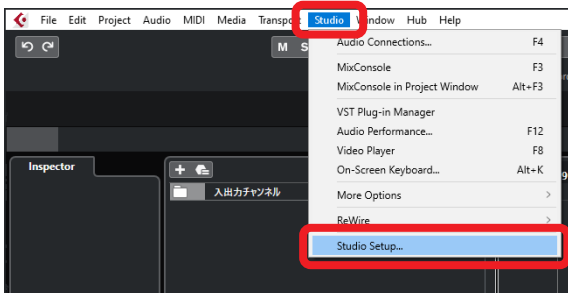 File Edit Project Audio MIDI Media Transport Studio Window Hub Help
M S
Audio Connections... F4
MixConsole F3
MixConsole in Project Window Alt+F3
VST Plug-in Manager
Audio Performance... F12
Video Player F8
On-Screen Keyboard... Alt+K
More Options
ReWire
Studio Setup...
Inspector
入出力チャンネル
9